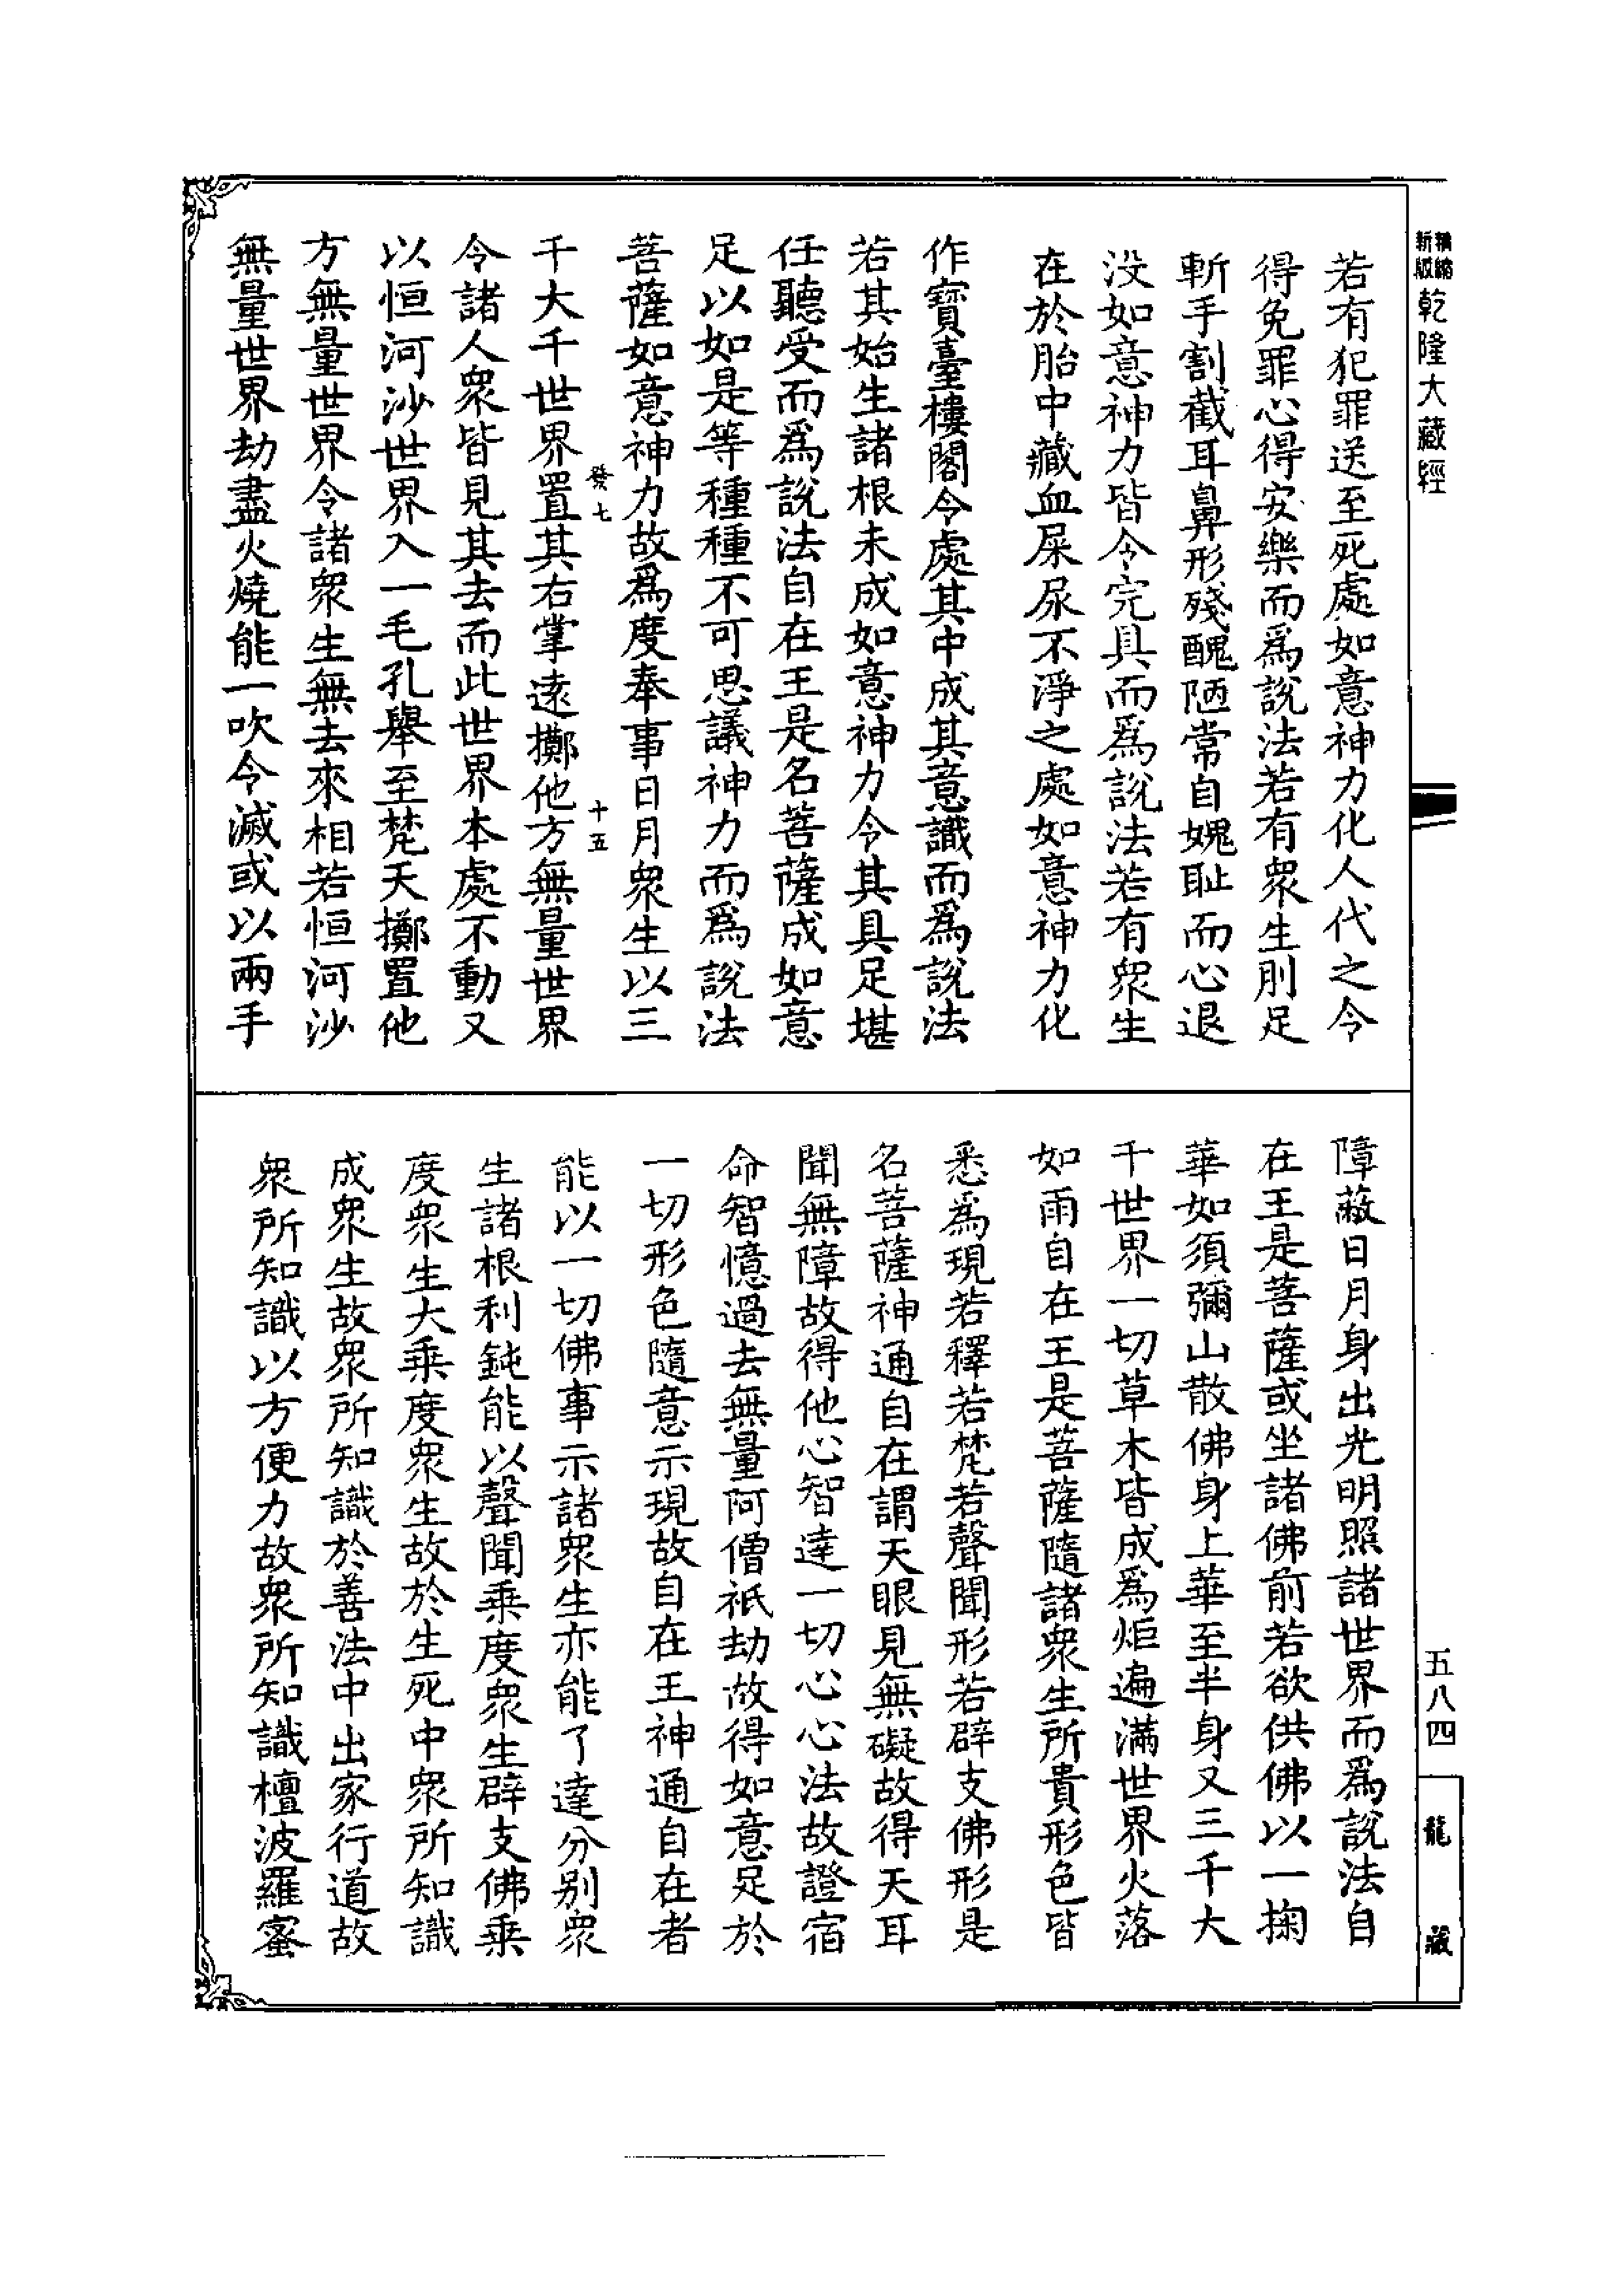 精縮新版乾隆大藏經
若有犯罪送至死處如意神力化人代之令
得免罪心得安樂而爲說法若有衆生刖足
斬手割截耳鼻形殘醜陋常自媿恥而心退
没如意神力皆令完具而爲說法若有衆生
在於胎中藏血屎尿不淨之處如意神力化
作寶臺樓閣令處其中成其意識而爲說法
若其始生諸根未成如意神力令其具足堪
任聽受而爲說法自在王是名菩薩成如意
足以如是等種種不可思議神力而爲說法
菩薩如意神力故爲度奉事日月衆生以三
發七 十五
千大千世界置其右掌遠擲他方無量世界
令諸人衆皆見其去而此世界本處不動又
以恒河沙世界入一毛孔舉至梵天擲置他
方無量世界令諸衆生無去來相若恒河沙
無量世界劫盡火燒能一吹令滅或以兩手
障蔽日月身出光明照諸世界而爲說法自
在王是菩薩或坐諸佛前若欲供佛以一掬
華如須彌山散佛身上華至半身又三千大
千世界一切草木皆成爲炬遍滿世界火落
如雨自在王是菩薩隨諸衆生所貴形色皆
悉爲現若釋若梵若聲聞形若辟支佛形是
名菩薩神通自在謂天眼見無礙故得天耳
聞無障故得他心智達一切心心法故證宿
命智憶過去無量阿僧祇劫故得如意足於
一切形色隨意示現故自在王神通自在者
能以一切佛事示諸衆生亦能了達分别衆
生諸根利鈍能以聲聞乘度衆生辟支佛乘
度衆生大乘度衆生故於生死中衆所知識
成衆生故衆所知識於善法中出家行道故
衆所知識以方便力故衆所知識檀波羅蜜
五八四
龍藏